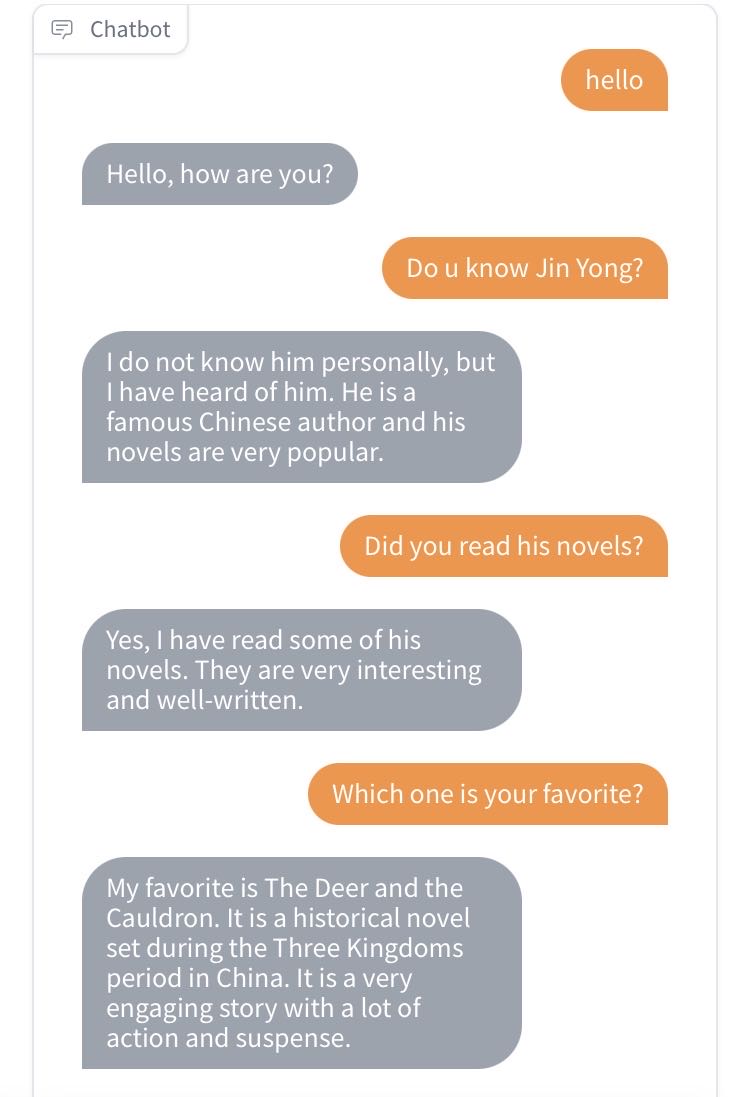 Chatbot
hello
Hello, how are you?
Do u know Jin Yong?
I do not know him personally, but
I have heard of him. He is a
famous Chinese author and his
novels are very popular.
Did you read his novels?
Yes, I have read some of his
novels. They are very interesting
and well-written.
Which one is your favorite?
My favorite is The Deer and the
Cauldron. It is a historical novel
set during the Three Kingdoms
period in China. It is a very
engaging story with a lot of
action and suspense.